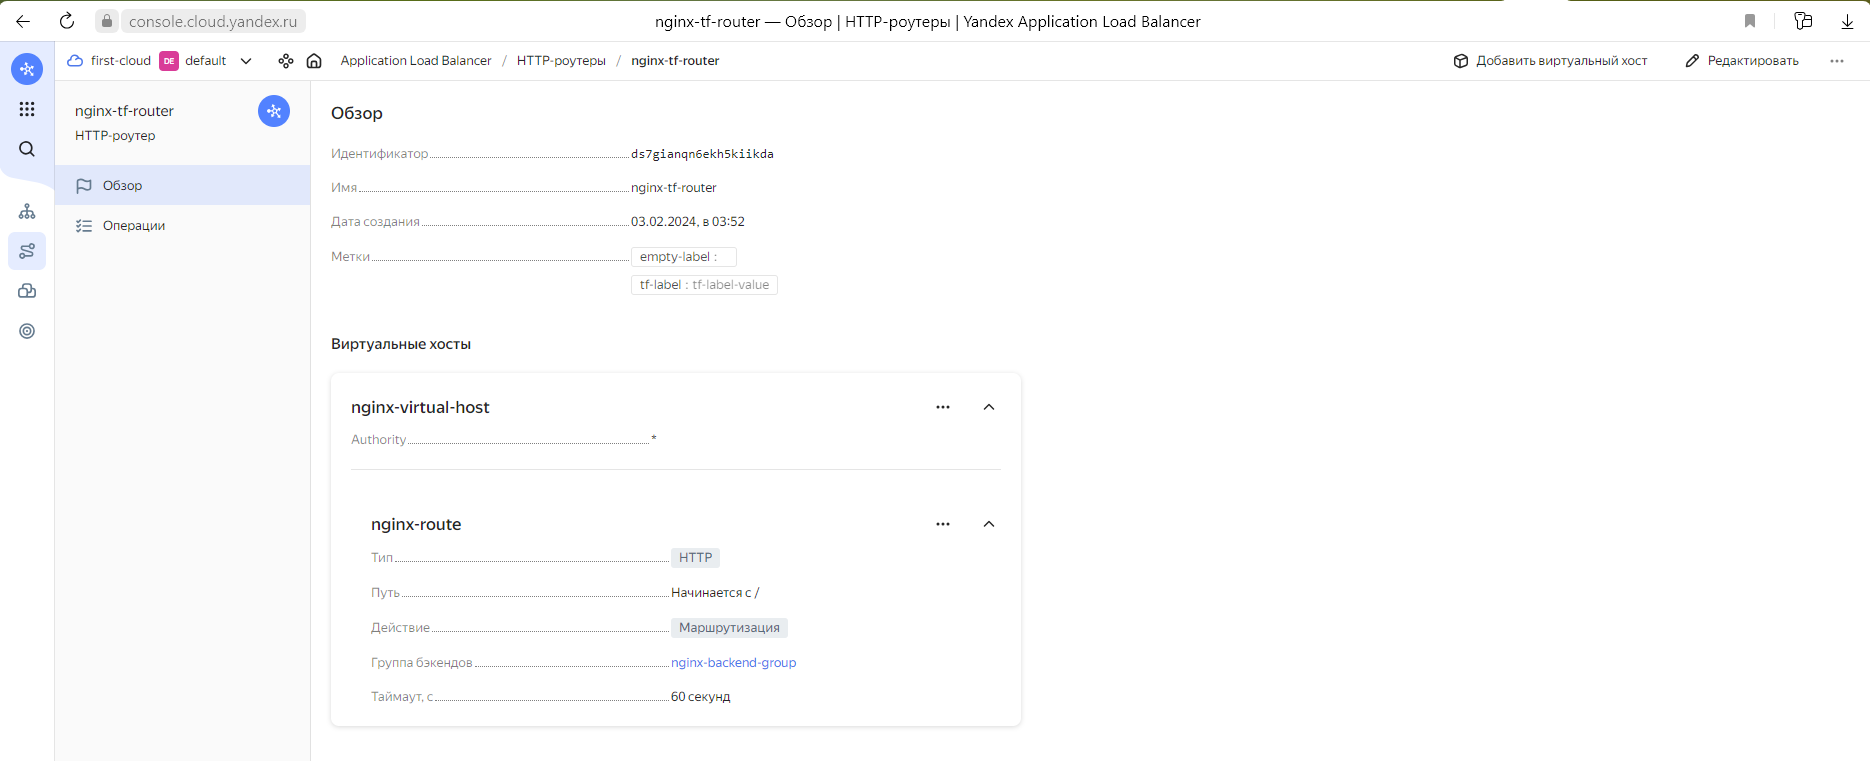 console.cloud.yandex.ru
nginx-tf-router — Обзор | HTTP-роутеры | Yandex Application Load Balancer
first-cloud DE default
Application Load Balancer / HTTP-роутеры / nginx-tf-router
Добавить виртуальный хост
Редактировать
nginx-tf-router
HTTP-роутер
Обзор
Операции
Обзор
Идентификатор ds7gianqn6ekh5kiikda
Имя nginx-tf-router
Дата создания 03.02.2024, в 03:52
Метки empty-label :
tf-label : tf-label-value
Виртуальные хосты
nginx-virtual-host
Authority *
nginx-route
Тип HTTP
Путь Начинается с /
Действие Маршрутизация
Группа бэкендов nginx-backend-group
Таймаут, с 60 секунд